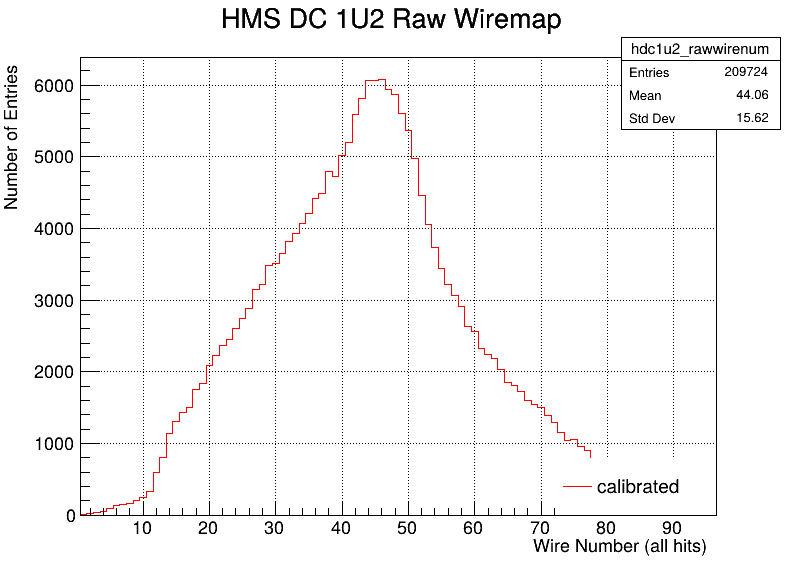 HMS DC 1U2 Raw Wiremap
hdc1u2_rawwirenum
Entries 209724
Mean 44.06
Std Dev 15.62
Number of Entries
6000
5000
4000
3000
2000
1000
0
calibrated
10 20 30 40 50 60 70 80 90
Wire Number (all hits)